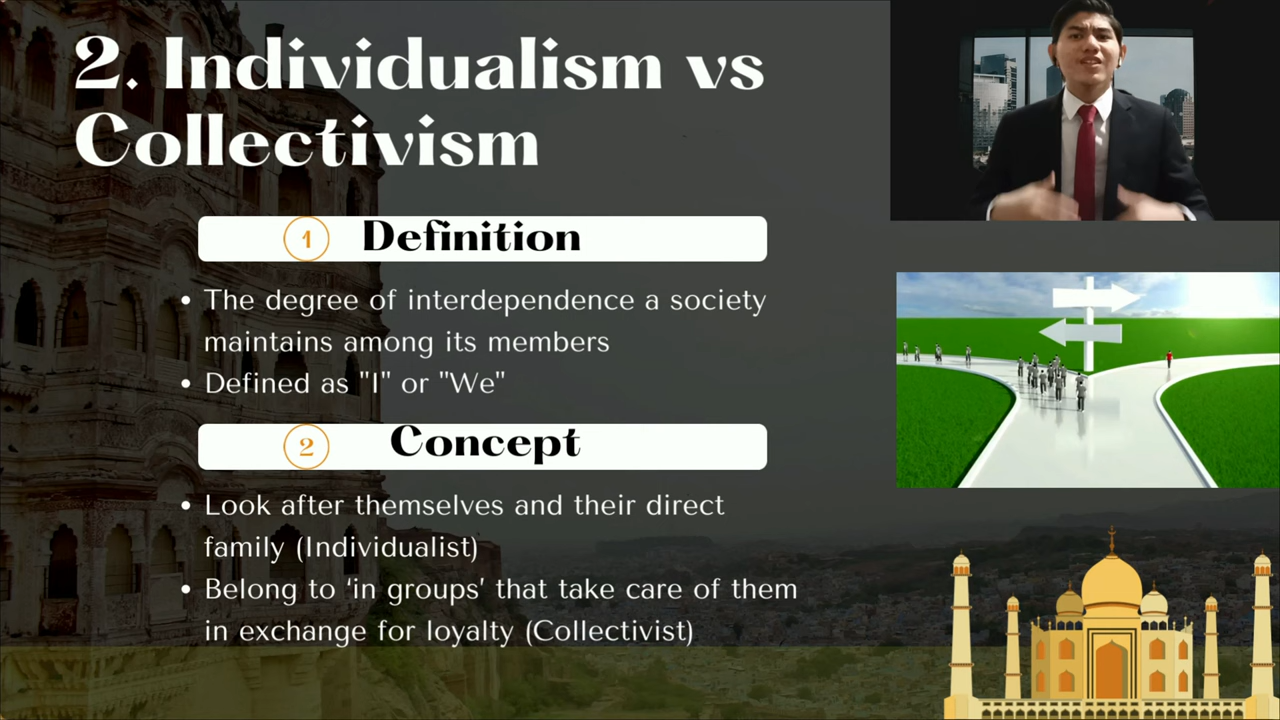 2. Individualism vs
Collectivism
1 Definition
• The degree of interdependence a society
maintains among its members
• Defined as "I" or "We"
2 Concept
• Look after themselves and their direct
family (Individualist)
• Belong to ‘in groups’ that take care of them
in exchange for loyalty (Collectivist)